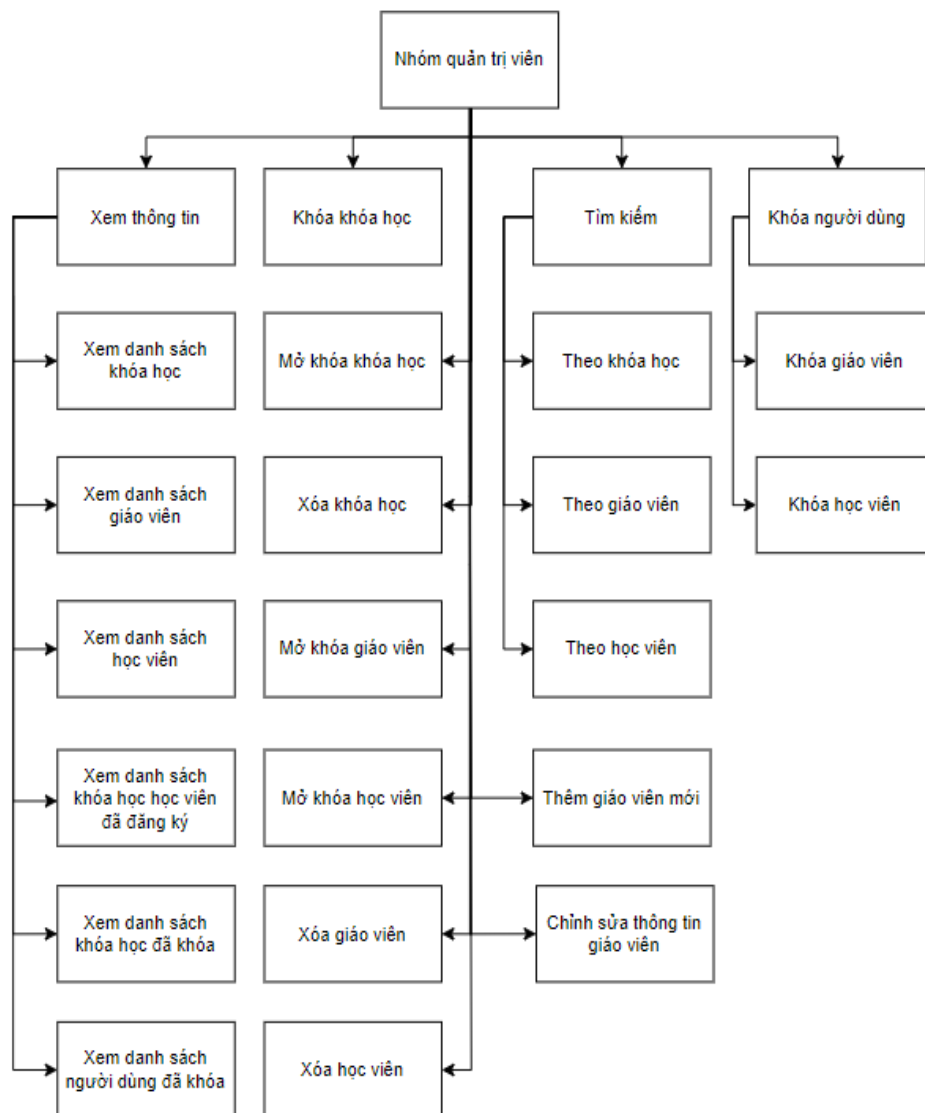 Nhóm quản trị viên
Xem thông tin
Khóa khóa học
Tìm kiếm
Khóa người dùng
Xem danh sách
khóa học
Mở khóa khóa học
Theo khóa học
Khóa giáo viên
Xem danh sách
giáo viên
Xóa khóa học
Theo giáo viên
Khóa học viên
Xem danh sách
học viên
Mở khóa giáo viên
Theo học viên
Xem danh sách
khóa học học viên
đã đăng ký
Mở khóa học viên
Thêm giáo viên mới
Xem danh sách
khóa học đã khóa
Xóa giáo viên
Chỉnh sửa thông tin
giáo viên
Xem danh sách
người dùng đã khóa
Xóa học viên